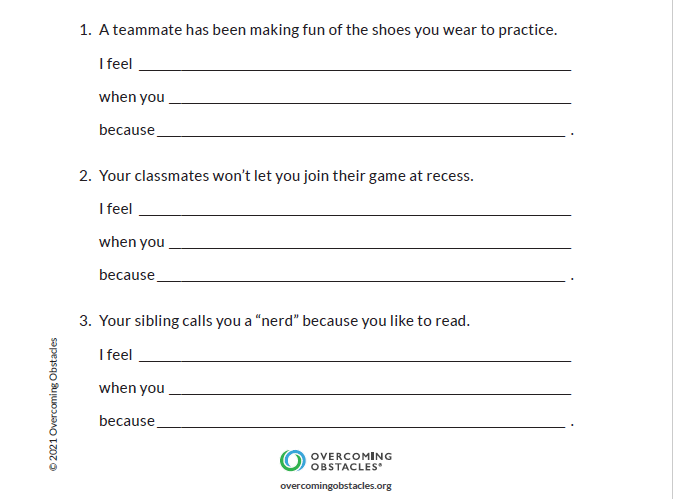 1. A teammate has been making fun of the shoes you wear to practice.
I feel
when you
because .
2. Your classmates won’t let you join their game at recess.
I feel
when you
because .
3. Your sibling calls you a “nerd” because you like to read.
I feel
when you
because .
© 2021 Overcoming Obstacles
OVERCOMING
OBSTACLES®
overcomingobstacles.org